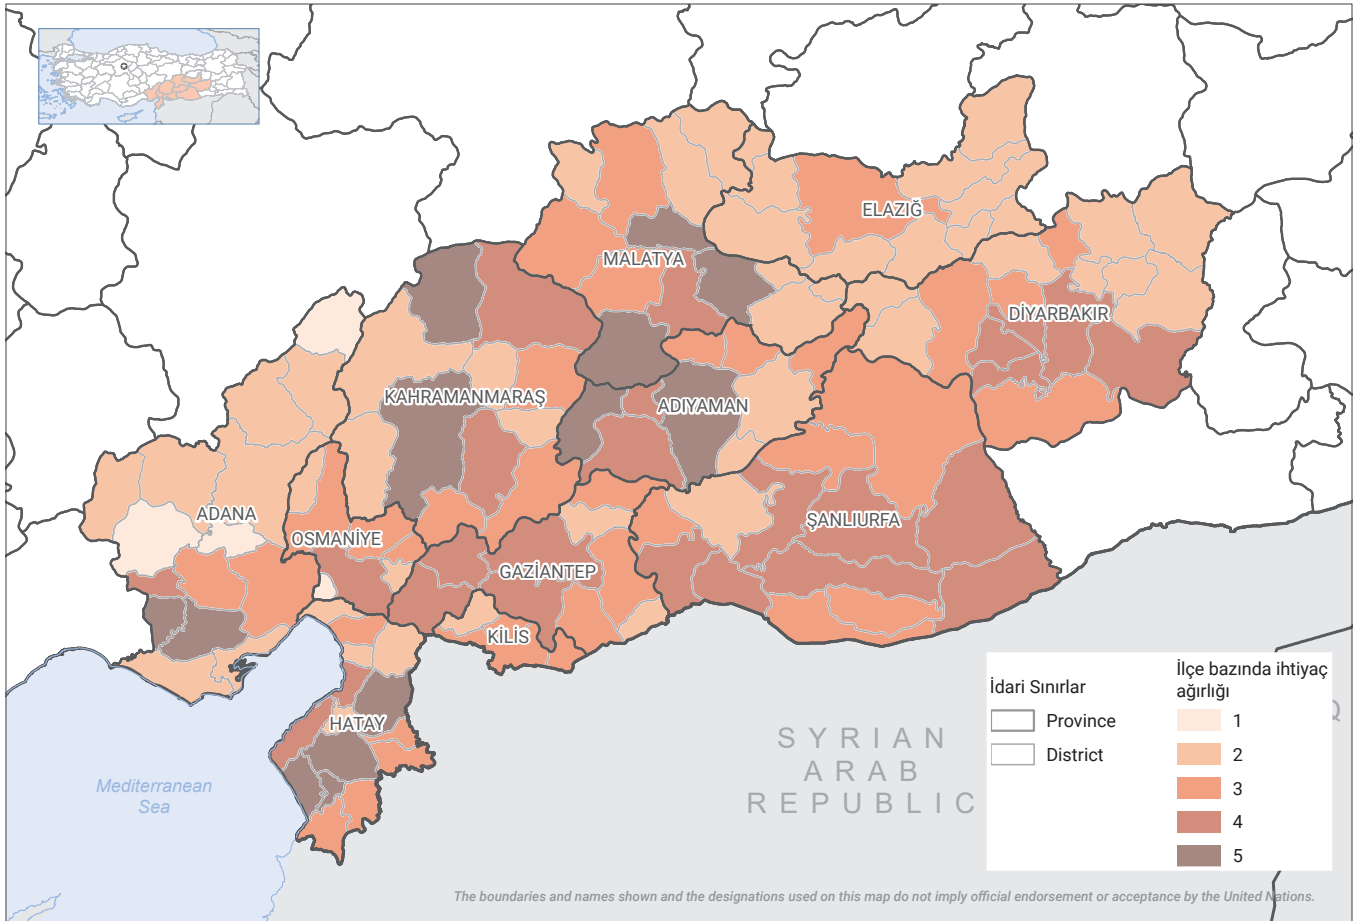 ELAZIĞ
MALATYA
DİYARBAKIR
KAHRAMANMARAŞ
ADIYAMAN
ADANA
ŞANLIURFA
OSMANİYE
GAZİANTEP
KİLİS
HATAY
Mediterranean
Sea
SYRIAN
ARAB
REPUBLIC
Q
İdari Sınırlar
Province
District
İlçe bazında ihtiyaç
ağırlığı
1
2
3
4
5
The boundaries and names shown and the designations used on this map do not imply official endorsement or acceptance by the United Nations.